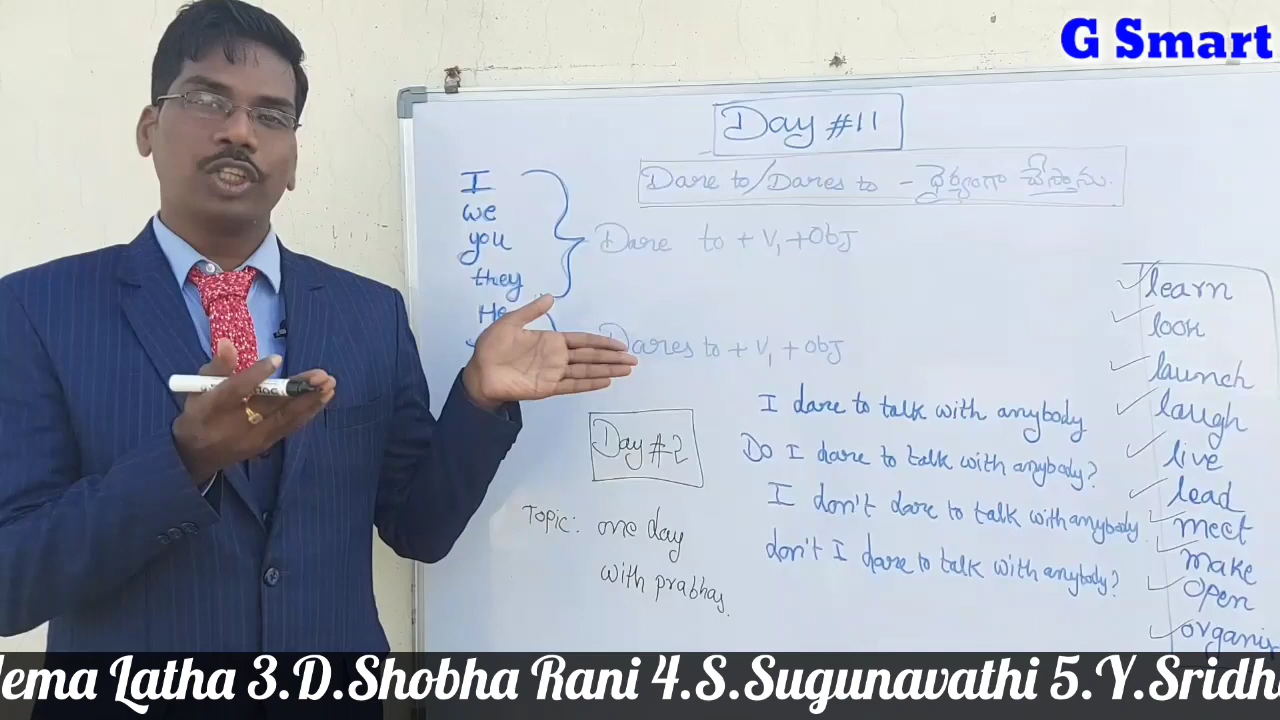 G Smart
Day #11
Dare to/Dares to - ధైర్యంగా చేస్తాను.
I
we
you
they
He
Dare to + V1 + Obj
Dares to + V1 + Obj
I dare to talk with anybody
Do I dare to talk with anybody?
I don't dare to talk with anybody
don't I dare to talk with anybody?
Day #2
Topic: one day
with prabhas.
learn
look
launch
laugh
live
lead
meet
make
open
Latha 3.D.Shobha Rani 4.S.Sugunavathi 5.Y.